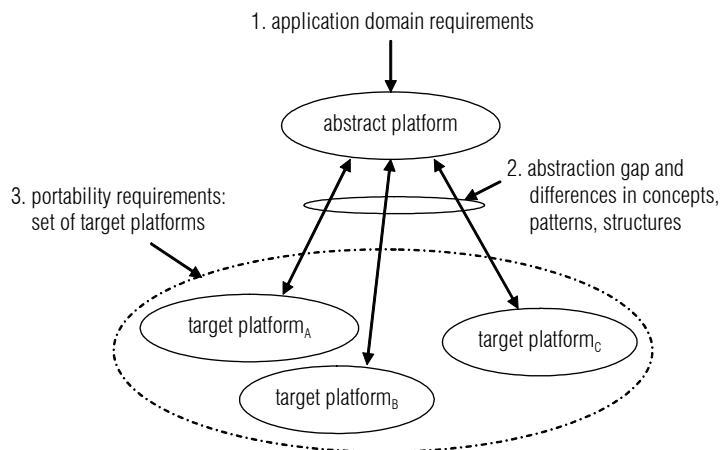 1. application domain requirements
abstract platform
2. abstraction gap and
differences in concepts,
patterns, structures
3. portability requirements:
set of target platforms
target platformA
target platformC
target platformB